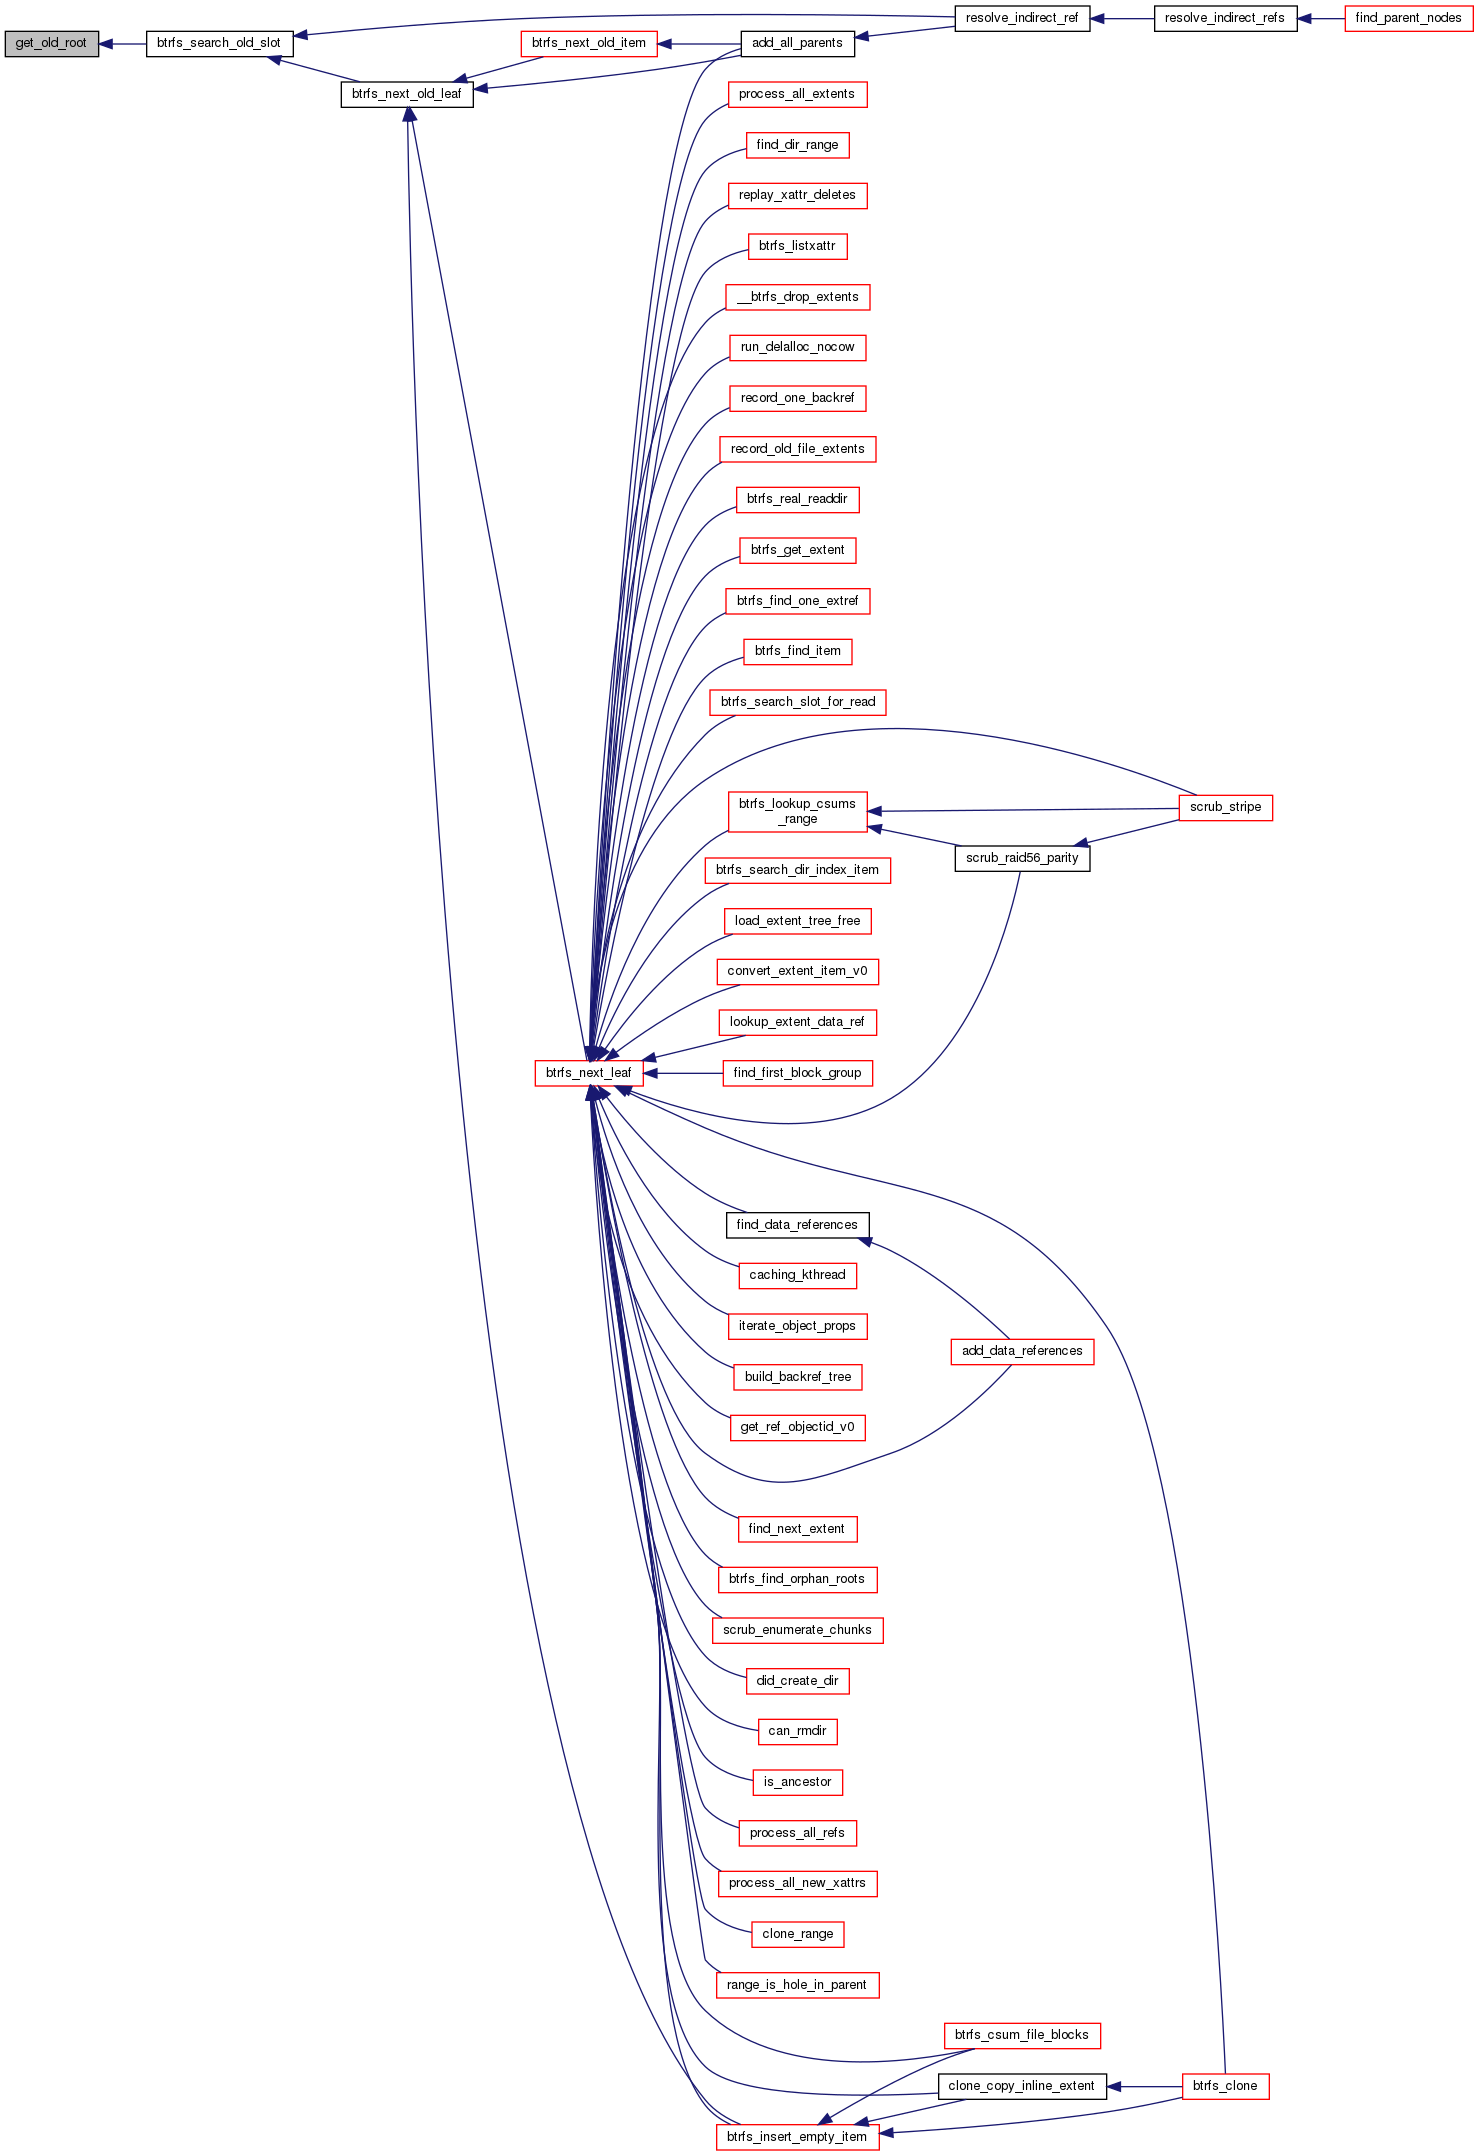 resolve_indirect_ref
resolve_indirect_refs
find_parent_nodes
get_old_root
btrfs_search_old_slot
btrfs_next_old_item
add_all_parents
btrfs_next_old_leaf
process_all_extents
find_dir_range
replay_xattr_deletes
btrfs_listxattr
__btrfs_drop_extents
run_delalloc_nocow
record_one_backref
record_old_file_extents
btrfs_real_readdir
btrfs_get_extent
btrfs_find_one_extref
btrfs_find_item
btrfs_search_slot_for_read
btrfs_lookup_csums
_range
scrub_stripe
scrub_raid56_parity
btrfs_search_dir_index_item
load_extent_tree_free
convert_extent_item_v0
lookup_extent_data_ref
btrfs_next_leaf
find_first_block_group
find_data_references
caching_kthread
iterate_object_props
add_data_references
build_backref_tree
get_ref_objectid_v0
find_next_extent
btrfs_find_orphan_roots
scrub_enumerate_chunks
did_create_dir
can_rmdir
is_ancestor
process_all_refs
process_all_new_xattrs
clone_range
range_is_hole_in_parent
btrfs_csum_file_blocks
clone_copy_inline_extent
btrfs_clone
btrfs_insert_empty_item